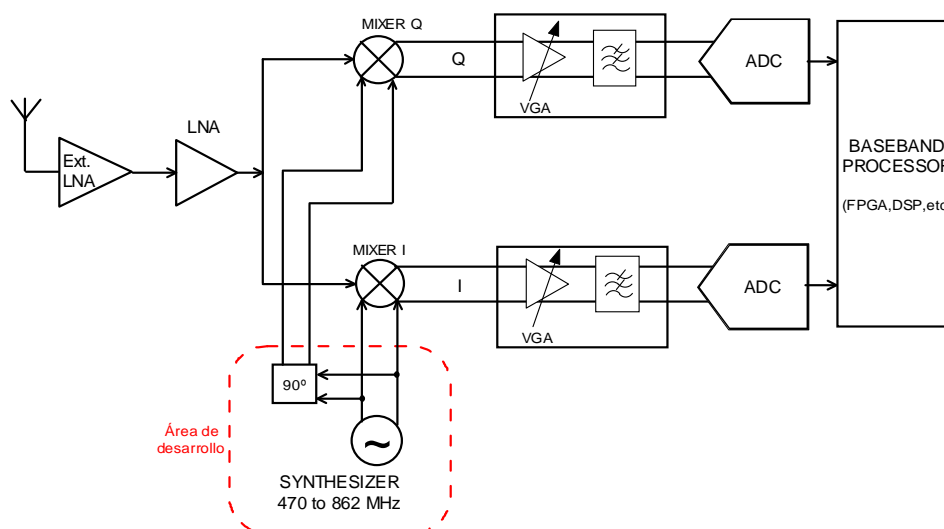 MIXER Q
Q
VGA
ADC
LNA
Ext.
LNA
BASEBAND
PROCESSOR
(FPGA,DSP,etc
MIXER I
I
VGA
ADC
90º
Área de
desarrollo
~
SYNTHESIZER
470 to 862 MHz